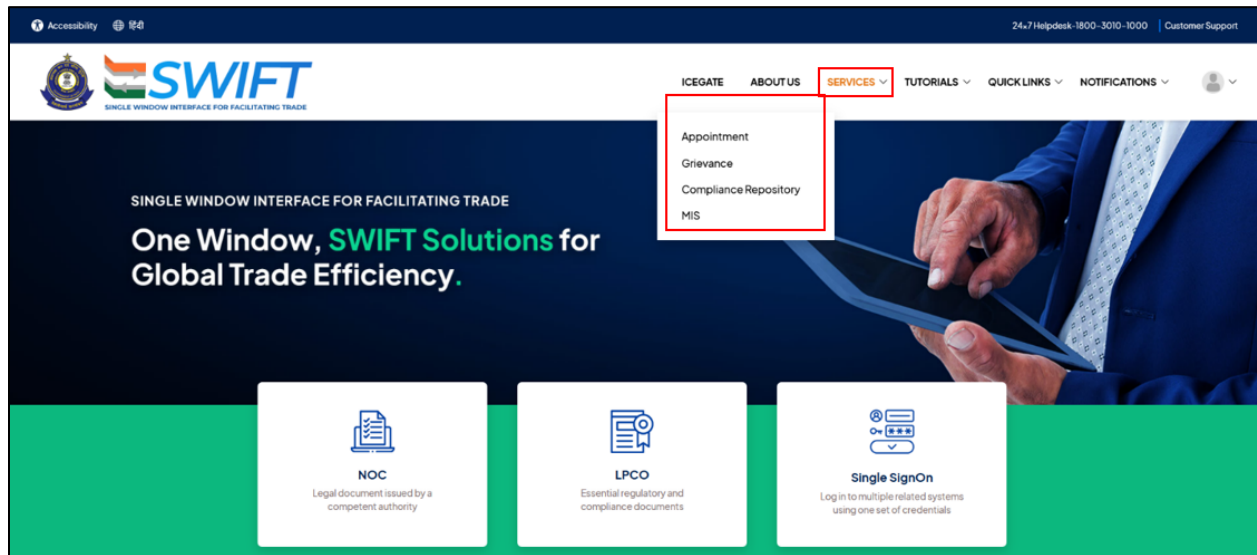 Accessibility हिंदी 24x7 Helpdesk-1800-3010-1000 Customer Support
SWIFT
SINGLE WINDOW INTERFACE FOR FACILITATING TRADE
ICEGATE ABOUT US SERVICES TUTORIALS QUICK LINKS NOTIFICATIONS
Appointment
Grievance
Compliance Repository
MIS
SINGLE WINDOW INTERFACE FOR FACILITATING TRADE
One Window, SWIFT Solutions for
Global Trade Efficiency.
NOC
Legal document issued by a
competent authority
LPCO
Essential regulatory and
compliance documents
Single SignOn
Log in to multiple related systems
using one set of credentials